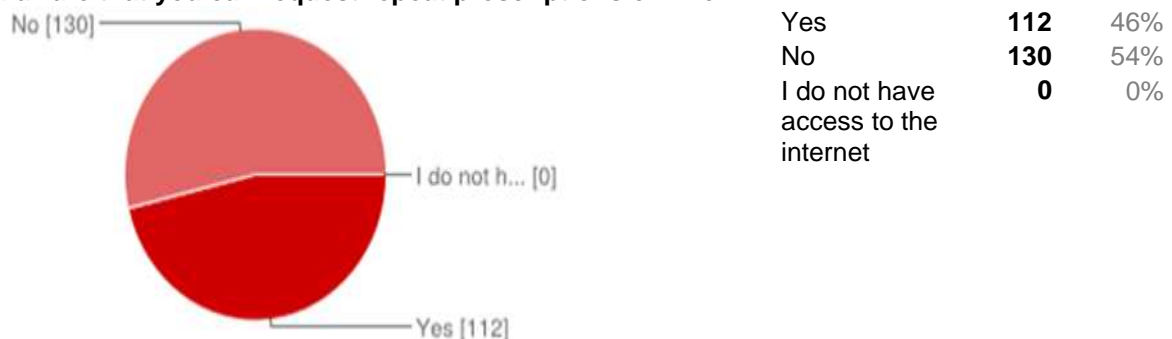 No [130]
I do not h... [0]
Yes [112]
Yes 112 46%
No 130 54%
I do not have 0 0%
access to the
internet